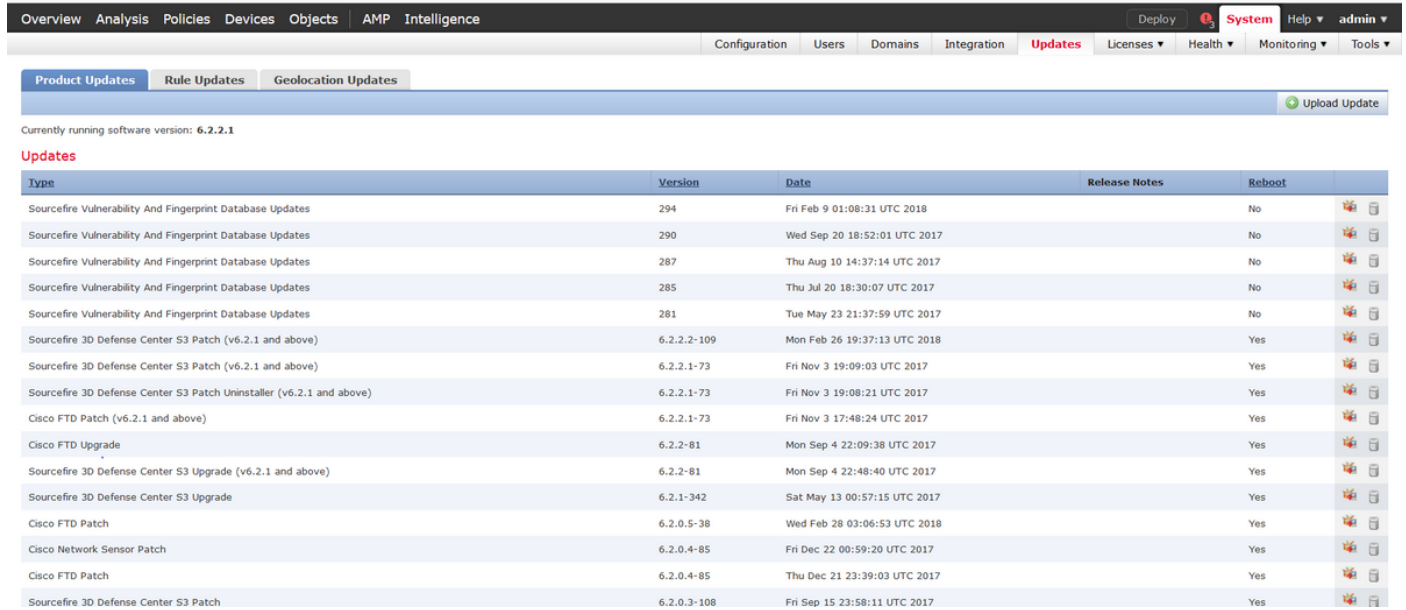 Overview Analysis Policies Devices Objects AMP Intelligence Deploy 3 System Help ▾ admin ▾
Configuration Users Domains Integration Updates Licenses ▾ Health ▾ Monitoring ▾ Tools ▾
Product Updates Rule Updates Geolocation Updates
Upload Update
Currently running software version: 6.2.2.1
Updates
Type Version Date Release Notes Reboot
Sourcefire Vulnerability And Fingerprint Database Updates 294 Fri Feb 9 01:08:31 UTC 2018 No
Sourcefire Vulnerability And Fingerprint Database Updates 290 Wed Sep 20 18:52:01 UTC 2017 No
Sourcefire Vulnerability And Fingerprint Database Updates 287 Thu Aug 10 14:37:14 UTC 2017 No
Sourcefire Vulnerability And Fingerprint Database Updates 285 Thu Jul 20 18:30:07 UTC 2017 No
Sourcefire Vulnerability And Fingerprint Database Updates 281 Tue May 23 21:37:59 UTC 2017 No
Sourcefire 3D Defense Center S3 Patch (v6.2.1 and above) 6.2.2.2-109 Mon Feb 26 19:37:13 UTC 2018 Yes
Sourcefire 3D Defense Center S3 Patch (v6.2.1 and above) 6.2.2.1-73 Fri Nov 3 19:09:03 UTC 2017 Yes
Sourcefire 3D Defense Center S3 Patch Uninstaller (v6.2.1 and above) 6.2.2.1-73 Fri Nov 3 19:08:21 UTC 2017 Yes
Cisco FTD Patch (v6.2.1 and above) 6.2.2.1-73 Fri Nov 3 17:48:24 UTC 2017 Yes
Cisco FTD Upgrade 6.2.2-81 Mon Sep 4 22:09:38 UTC 2017 Yes
Sourcefire 3D Defense Center S3 Upgrade (v6.2.1 and above) 6.2.2-81 Mon Sep 4 22:48:40 UTC 2017 Yes
Sourcefire 3D Defense Center S3 Upgrade 6.2.1-342 Sat May 13 00:57:15 UTC 2017 Yes
Cisco FTD Patch 6.2.0.5-38 Wed Feb 28 03:06:53 UTC 2018 Yes
Cisco Network Sensor Patch 6.2.0.4-85 Fri Dec 22 00:59:20 UTC 2017 Yes
Cisco FTD Patch 6.2.0.4-85 Thu Dec 21 23:39:03 UTC 2017 Yes
Sourcefire 3D Defense Center S3 Patch 6.2.0.3-108 Fri Sep 15 23:58:11 UTC 2017 Yes